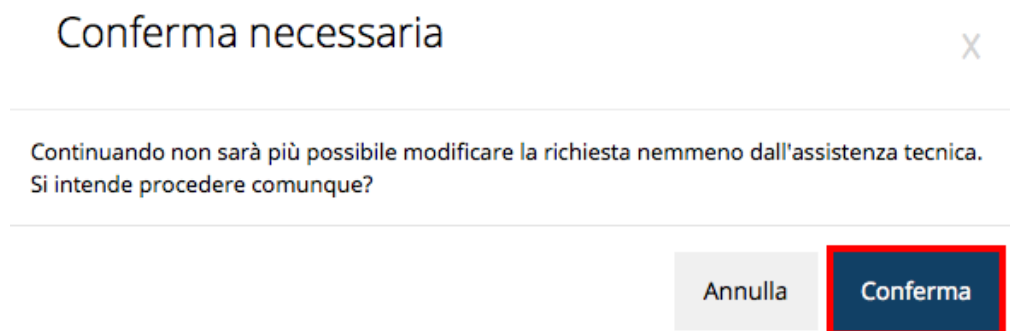 Conferma necessaria
X
Continuando non sarà più possibile modificare la richiesta nemmeno dall'assistenza tecnica.
Si intende procedere comunque?
Annulla
Conferma